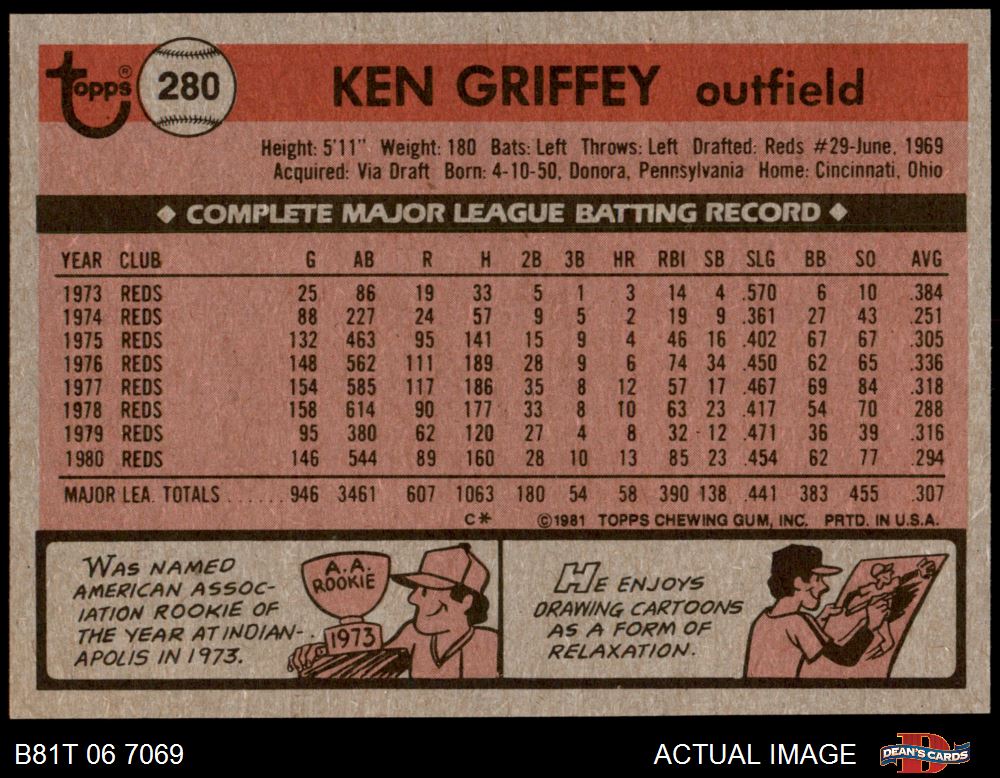 Topps®
280
KEN GRIFFEY outfield
Height: 5'11" Weight: 180 Bats: Left Throws: Left Drafted: Reds #29-June, 1969
Acquired: Via Draft Born: 4-10-50, Donora, Pennsylvania Home: Cincinnati, Ohio
◆ COMPLETE MAJOR LEAGUE BATTING RECORD ◆
YEAR CLUB G AB R H 2B 3B HR RBI SB SLG BB SO AVG
1973 REDS 25 86 19 33 5 1 3 14 4 .570 6 10 .384
1974 REDS 88 227 24 57 9 5 2 19 9 .361 27 43 .251
1975 REDS 132 463 95 141 15 9 4 46 16 .402 67 67 .305
1976 REDS 148 562 111 189 28 9 6 74 34 .450 62 65 .336
1977 REDS 154 585 117 186 35 8 12 57 17 .467 69 84 .318
1978 REDS 158 614 90 177 33 8 10 63 23 .417 54 70 288
1979 REDS 95 380 62 120 27 4 8 32 12 .471 36 39 .316
1980 REDS 146 544 89 160 28 10 13 85 23 .454 62 77 .294
MAJOR LEA. TOTALS ...... 946 3461 607 1063 180 54 58 390 138 .441 383 455 .307
C* ©1981 TOPPS CHEWING GUM, INC. PRTD. IN U.S.A.
WAS NAMED
AMERICAN ASSOC-
IATION ROOKIE OF
THE YEAR AT INDIAN-
APOLIS IN 1973.
A.A.
ROOKIE
1973
HE ENJOYS
DRAWING CARTOONS
AS A FORM OF
RELAXATION.
B81T 06 7069
ACTUAL IMAGE
D
DEAN'S CARDS